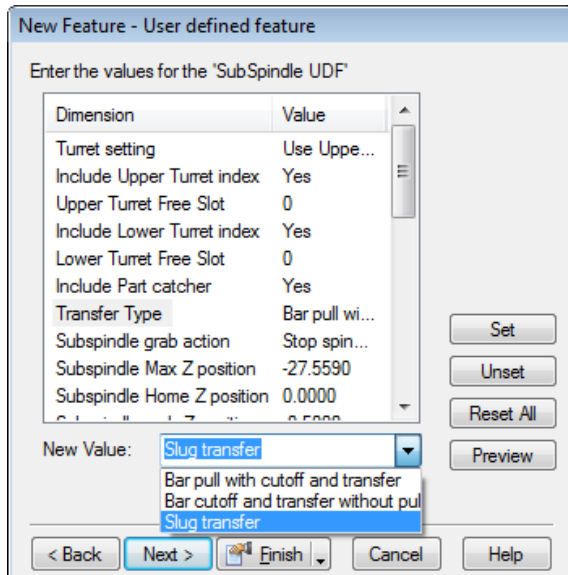 New Feature - User defined feature
Enter the values for the 'SubSpindle UDF'
Dimension Value
Turret setting Use Uppe...
Include Upper Turret index Yes
Upper Turret Free Slot 0
Include Lower Turret index Yes
Lower Turret Free Slot 0
Include Part catcher Yes
Transfer Type Bar pull wi...
Subspindle grab action Stop spin...
Subspindle Max Z position -27.5590
Subspindle Home Z position 0.0000
Set
Unset
Reset All
Preview
New Value: Slug transfer
Bar pull with cutoff and transfer
Bar cutoff and transfer without pul
Slug transfer
< Back Next > Finish Cancel Help